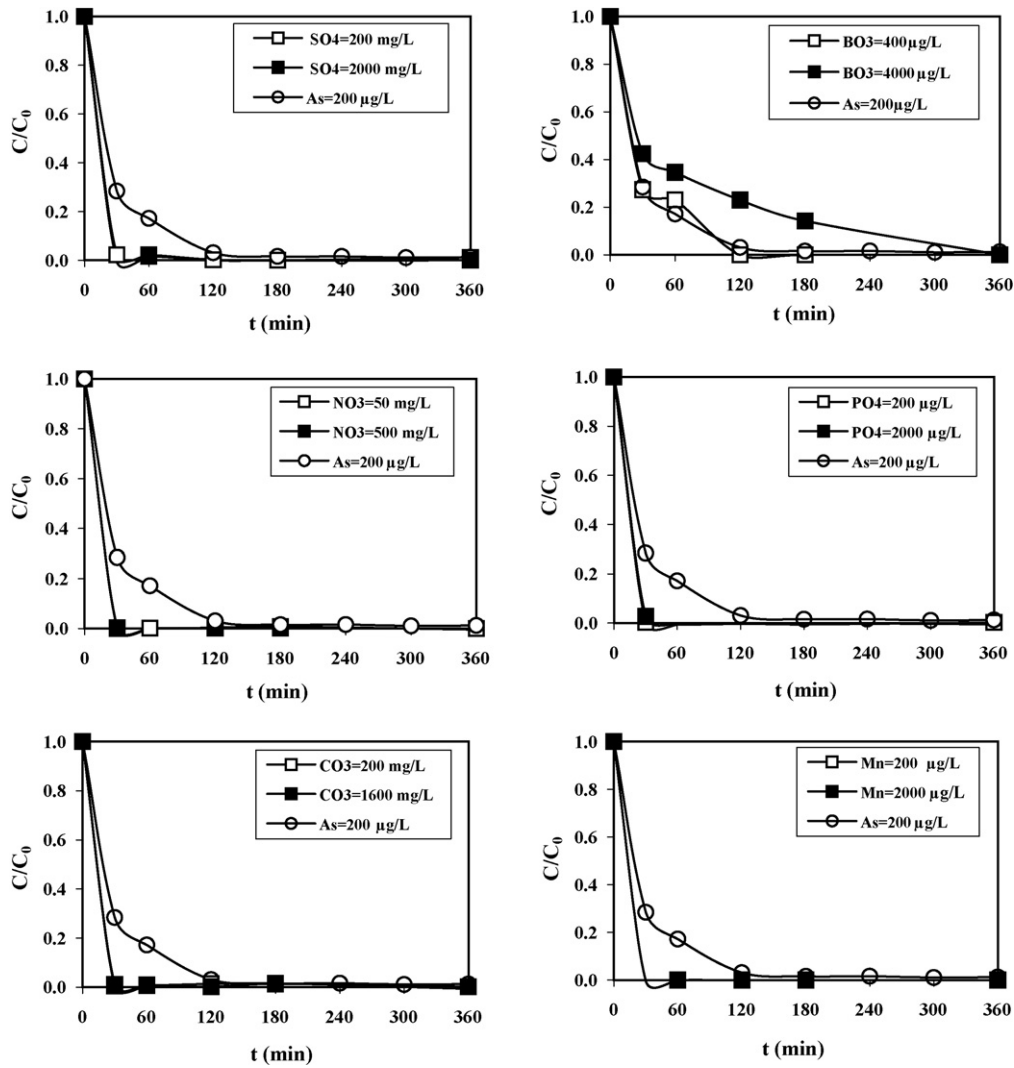 C/C0
1.0
0.8
0.6
0.4
0.2
0.0
SO4=200 mg/L
SO4=2000 mg/L
As=200 µg/L
0 60 120 180 240 300 360
t (min)
C/C0
1.0
0.8
0.6
0.4
0.2
0.0
BO3=400µg/L
BO3=4000 µg/L
As=200µg/L
0 60 120 180 240 300 360
t (min)
C/C0
1.0
0.8
0.6
0.4
0.2
0.0
NO3=50 mg/L
NO3=500 mg/L
As=200 µg/L
0 60 120 180 240 300 360
t (min)
C/C0
1.0
0.8
0.6
0.4
0.2
0.0
PO4=200 µg/L
PO4=2000 µg/L
As=200 µg/L
0 60 120 180 240 300 360
t (min)
C/C0
1.0
0.8
0.6
0.4
0.2
0.0
CO3=200 mg/L
CO3=1600 mg/L
As=200 µg/L
0 60 120 180 240 300 360
t (min)
C/C0
1.0
0.8
0.6
0.4
0.2
0.0
Mn=200 µg/L
Mn=2000 µg/L
As=200 µg/L
0 60 120 180 240 300 360
t (min)